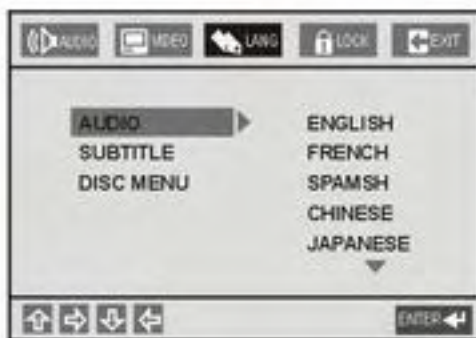 AUDIO VIDEO LANG LOCK EXIT
AUDIO ENGLISH
SUBTITLE FRENCH
DISC MENU SPAMSH
CHINESE
JAPANESE
ENTER